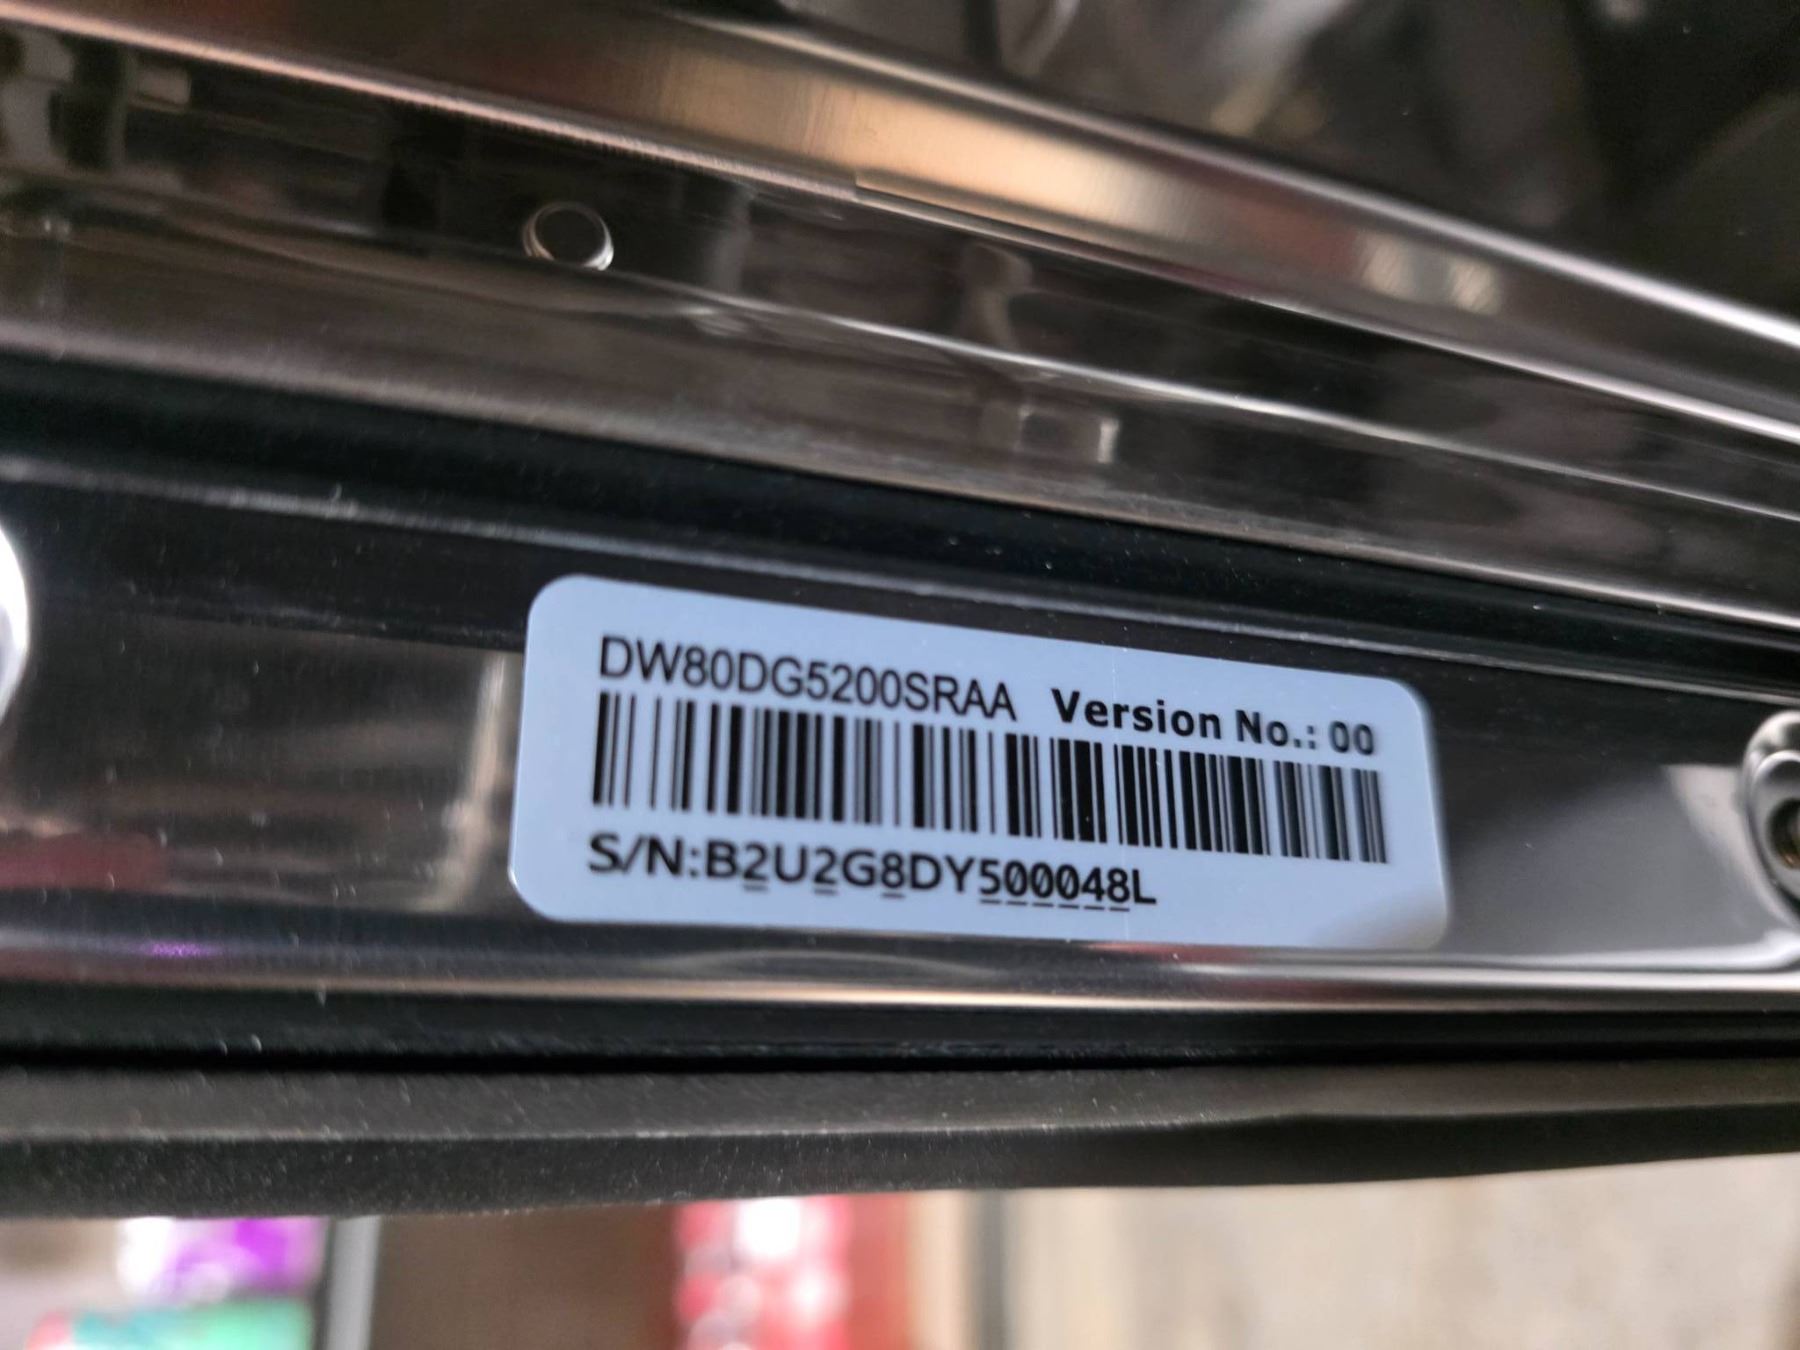 DW80DG5200SRAA Version No.: 00
S/N:B2U2G8DY500048L